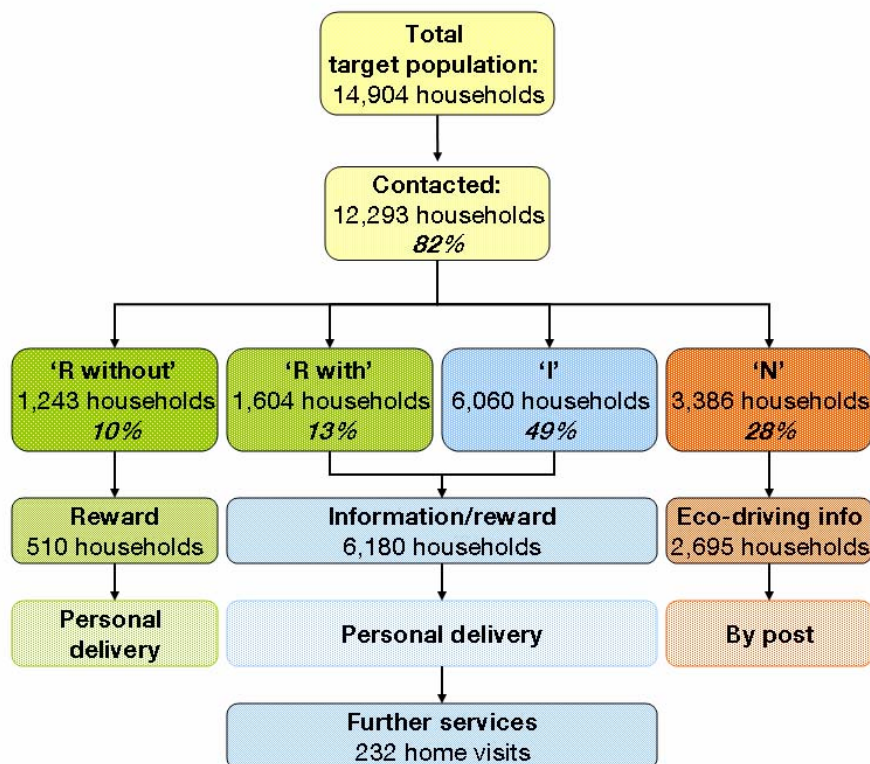 Total
target population:
14,904 households
Contacted:
12,293 households
82%
‘R without’
1,243 households
10%
‘R with’
1,604 households
13%
‘I’
6,060 households
49%
‘N’
3,386 households
28%
Reward
510 households
Information/reward
6,180 households
Eco-driving info
2,695 households
Personal
delivery
Personal delivery
By post
Further services
232 home visits